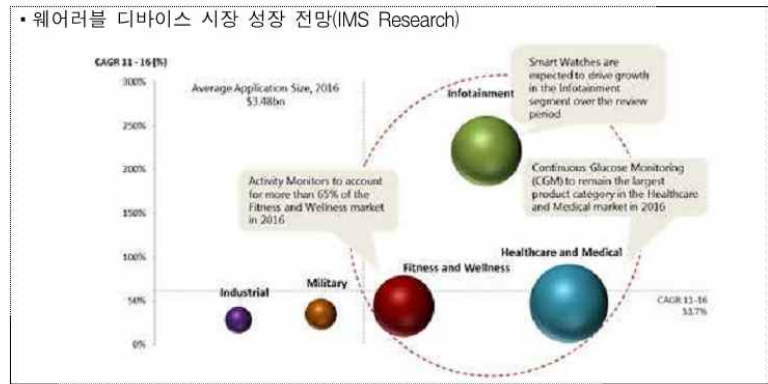 ▪ 웨어러블 디바이스 시장 성장 전망(IMS Research)
CAGR 11 - 16 (%)
300%
250%
200%
150%
100%
50%
0%
Average Application Size, 2016
$3.48bn
Infotainment
Smart Watches are
expected to drive growth
in the Infotainment
segment over the review
period
Activity Monitors to account
for more than 65% of the
Fitness and Wellness market
in 2016
Continuous Glucose Monitoring
(CGM) to remain the largest
product category in the Healthcare
and Medical market in 2016
Healthcare and Medical
Fitness and Wellness
Military
Industrial
CAGR 11-16